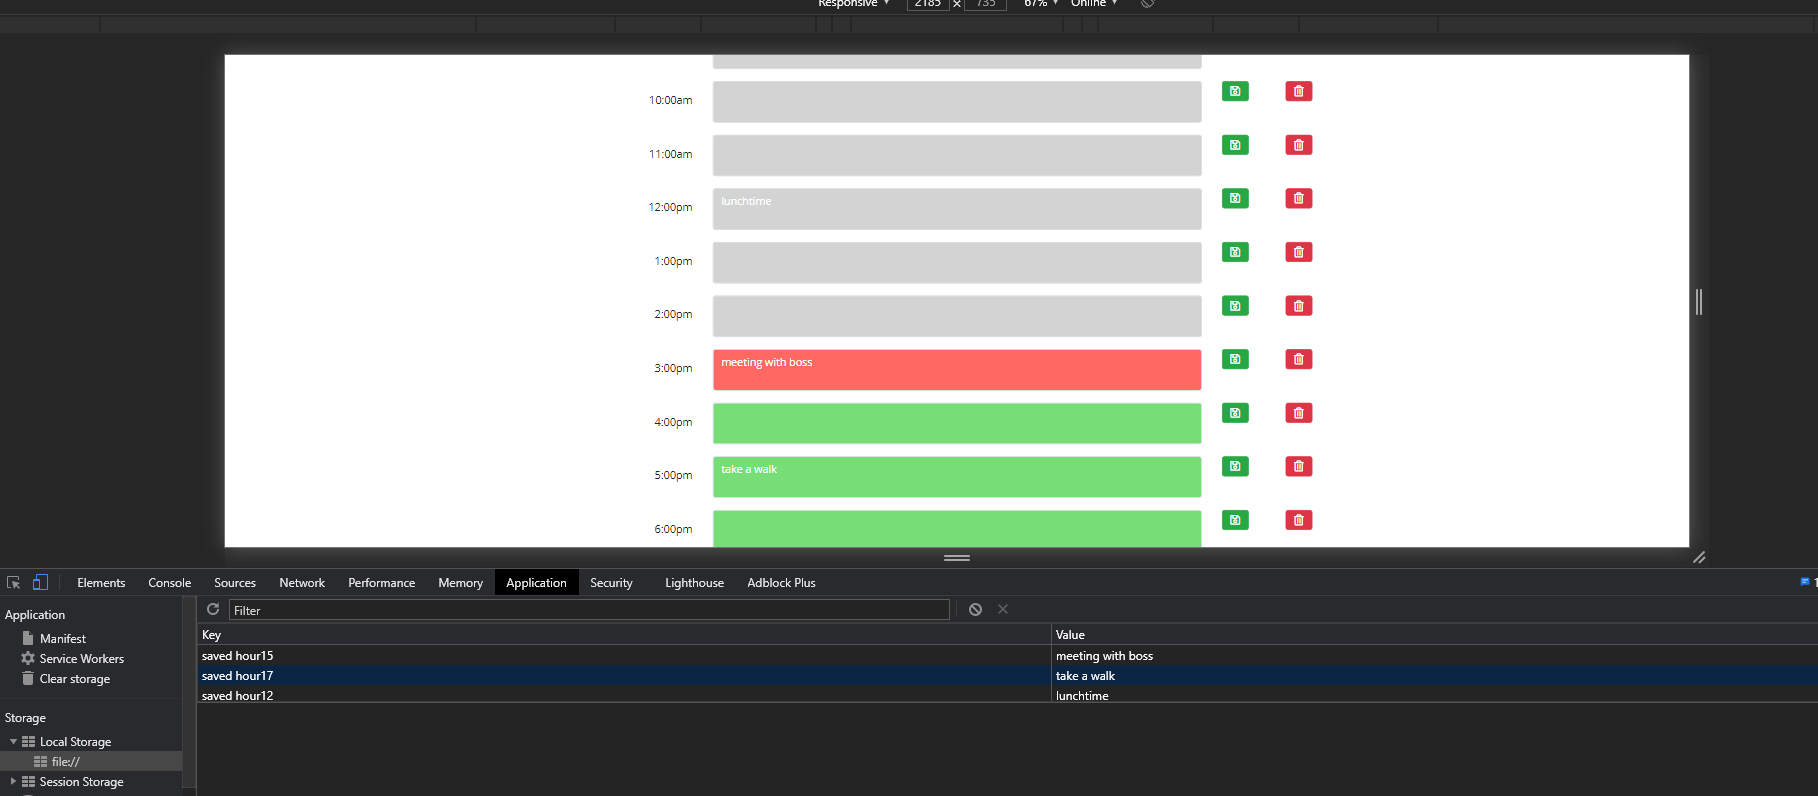 Responsive 2185 × 735 67% Online
10:00am
11:00am
12:00pm lunchtime
1:00pm
2:00pm
3:00pm meeting with boss
4:00pm
5:00pm take a walk
6:00pm
Elements Console Sources Network Performance Memory Application Security Lighthouse Adblock Plus 1
Application
Manifest
Service Workers
Clear storage
Storage
Local Storage
file://
Session Storage
Filter
Key Value
saved hour15 meeting with boss
saved hour17 take a walk
saved hour12 lunchtime